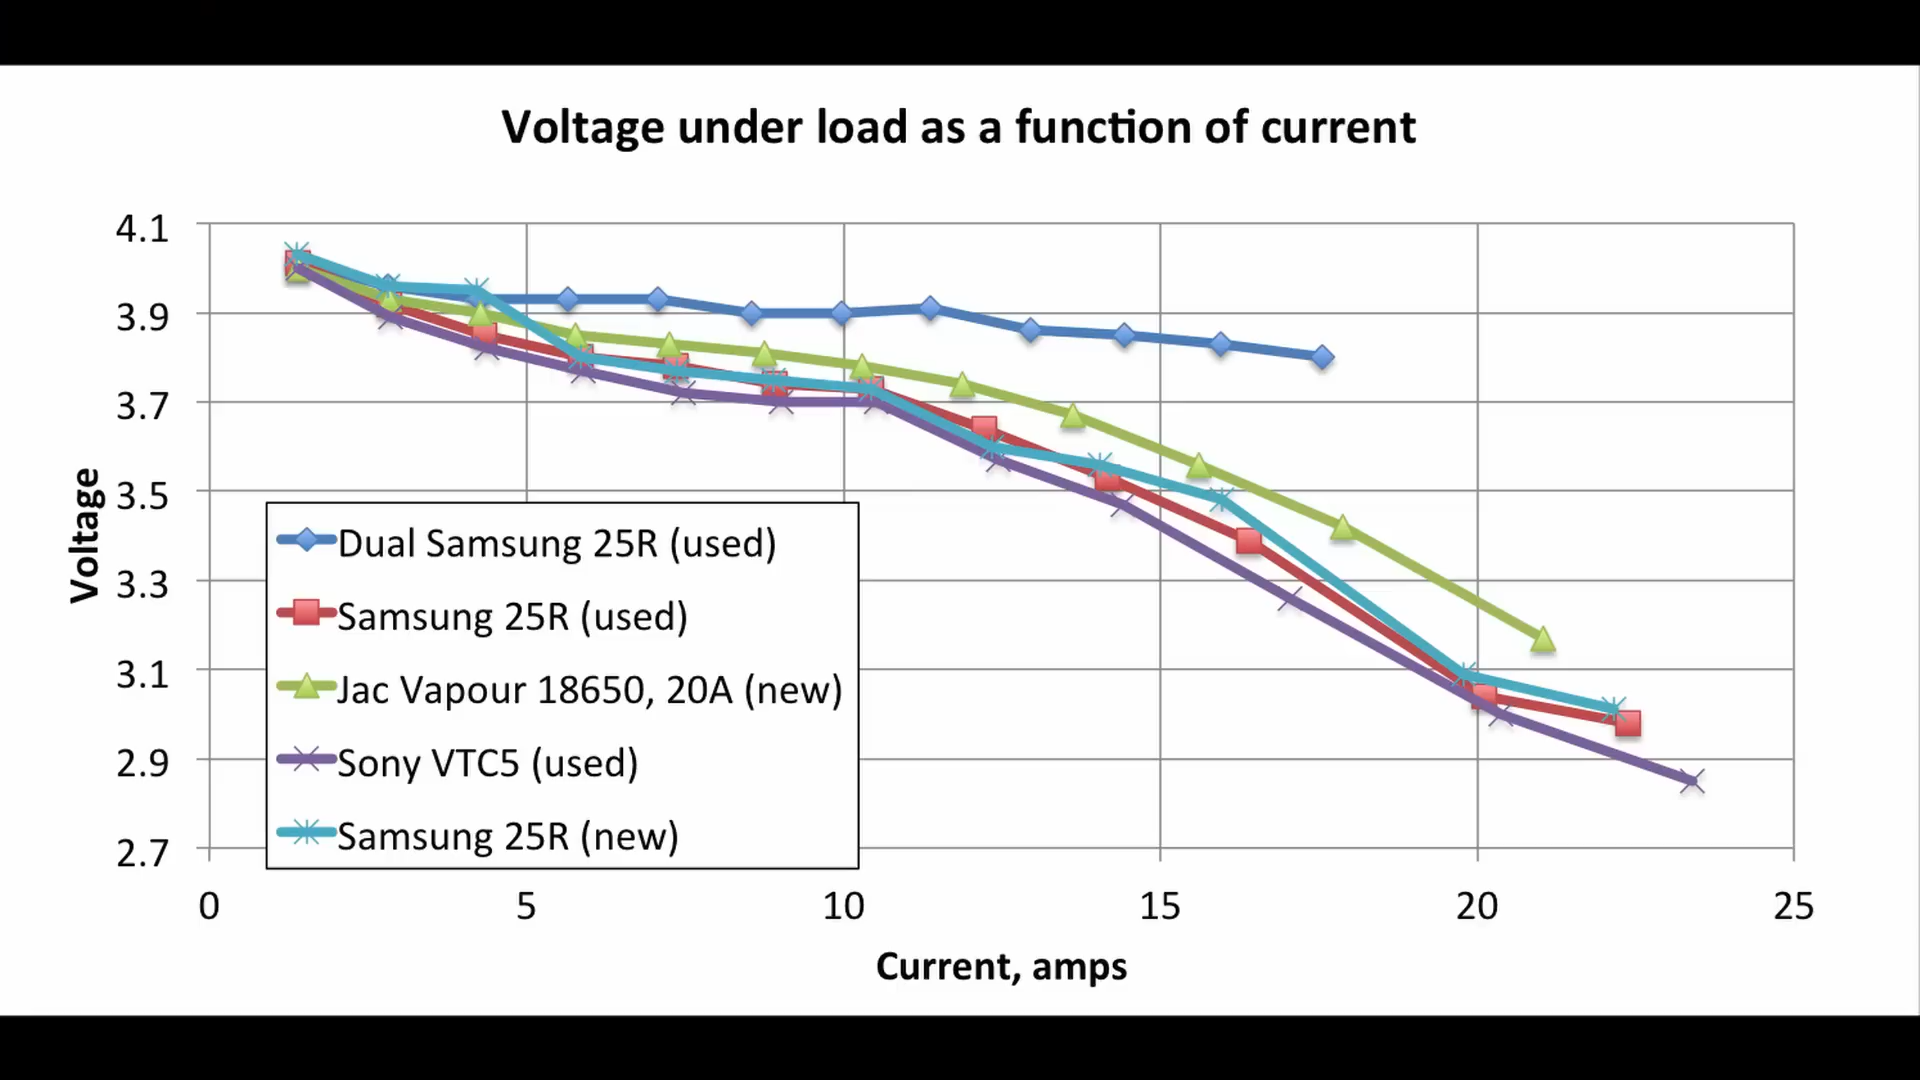 Voltage under load as a function of current
4.1
3.9
3.7
3.5
3.3
3.1
2.9
2.7
Voltage
Dual Samsung 25R (used)
Samsung 25R (used)
Jac Vapour 18650, 20A (new)
Sony VTC5 (used)
Samsung 25R (new)
0 5 10 15 20 25
Current, amps